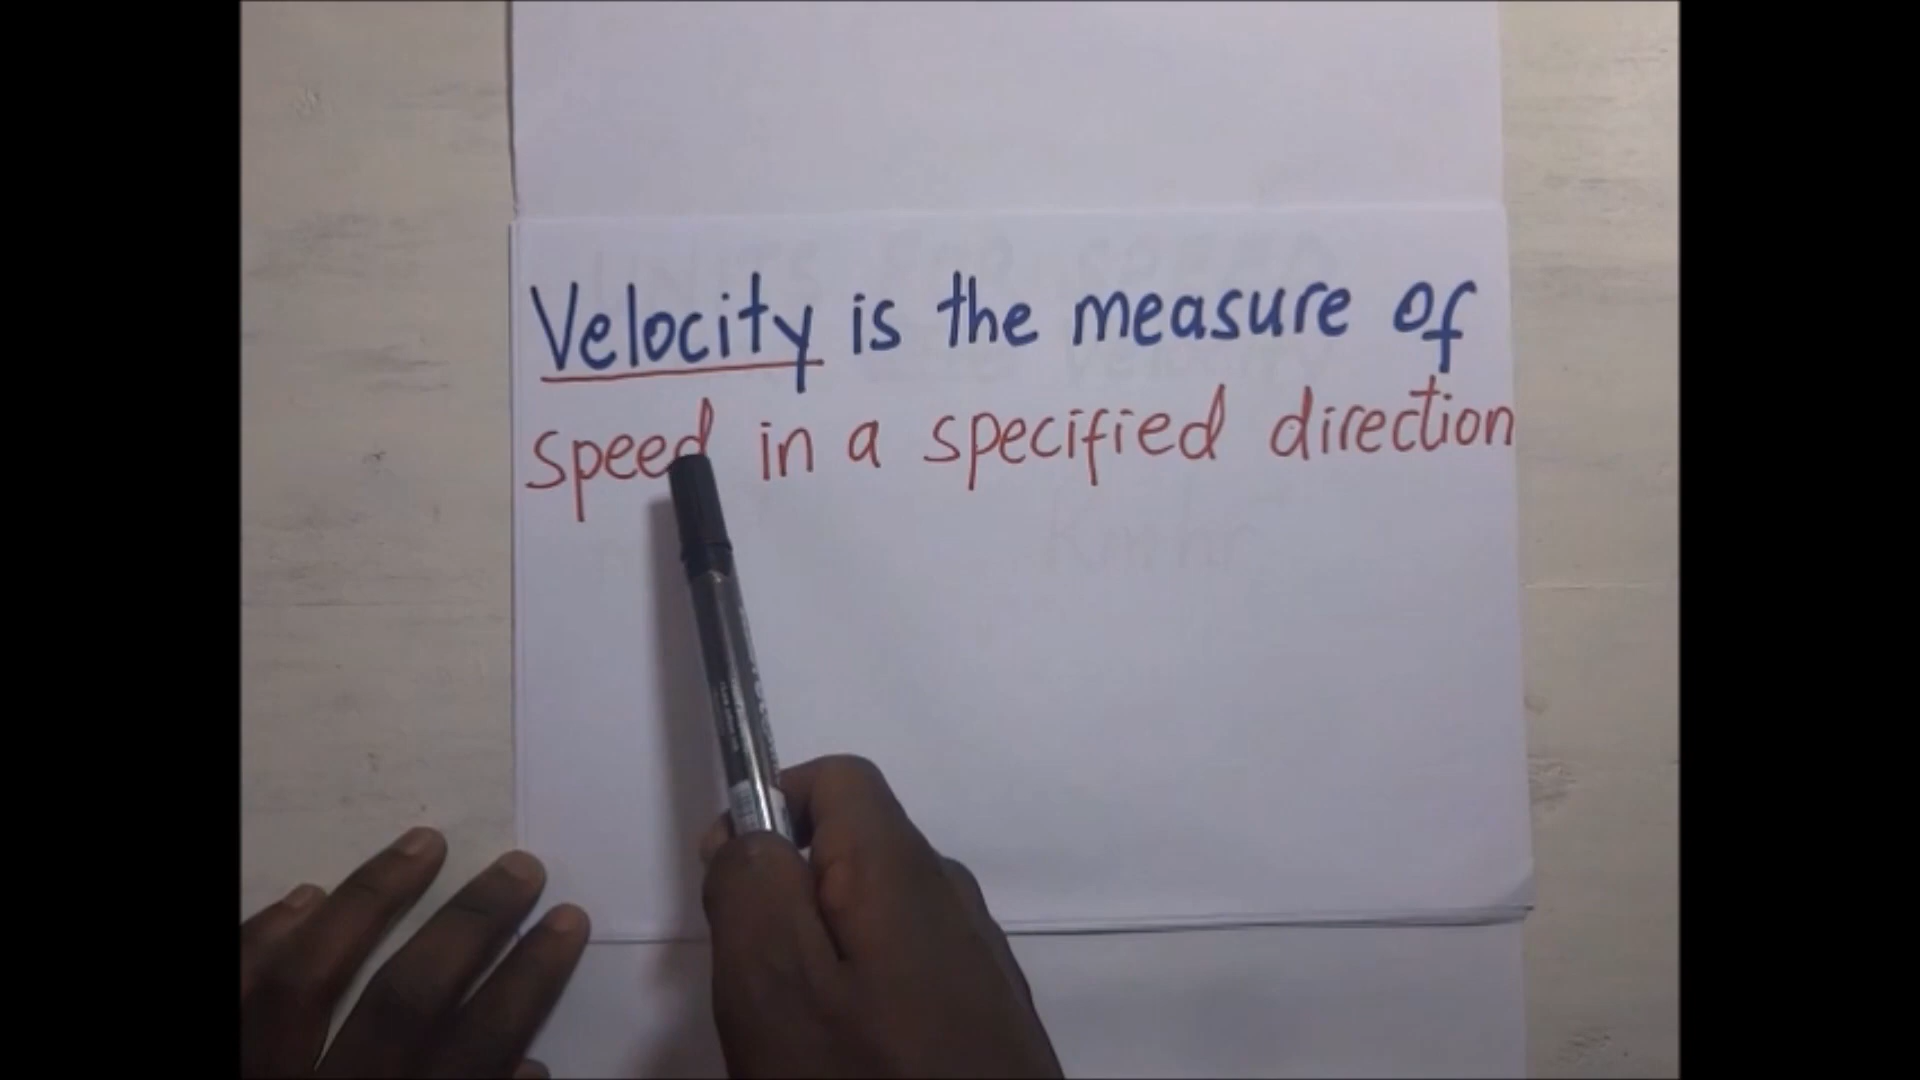 Velocity is the measure of
speed in a specified direction